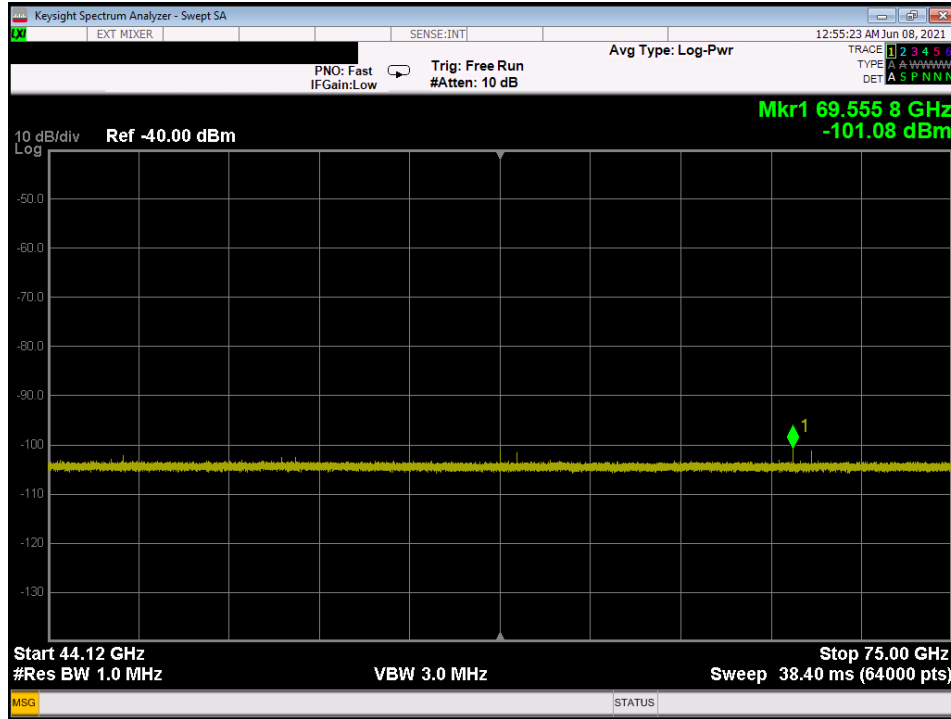 Keysight Spectrum Analyzer - Swept SA
LXI EXT MIXER SENSE:INT 12:55:23 AM Jun 08, 2021
Avg Type: Log-Pwr TRACE 1 2 3 4 5 6
PNO: Fast Trig: Free Run TYPE A A W W W W
IFGain:Low #Atten: 10 dB DET A S P N N N
Mkr1 69.555 8 GHz
10 dB/div Ref -40.00 dBm -101.08 dBm
Log
-50.0
-60.0
-70.0
-80.0
-90.0
1
-100
-110
-120
-130
Start 44.12 GHz Stop 75.00 GHz
#Res BW 1.0 MHz VBW 3.0 MHz Sweep 38.40 ms (64000 pts)
MSG STATUS